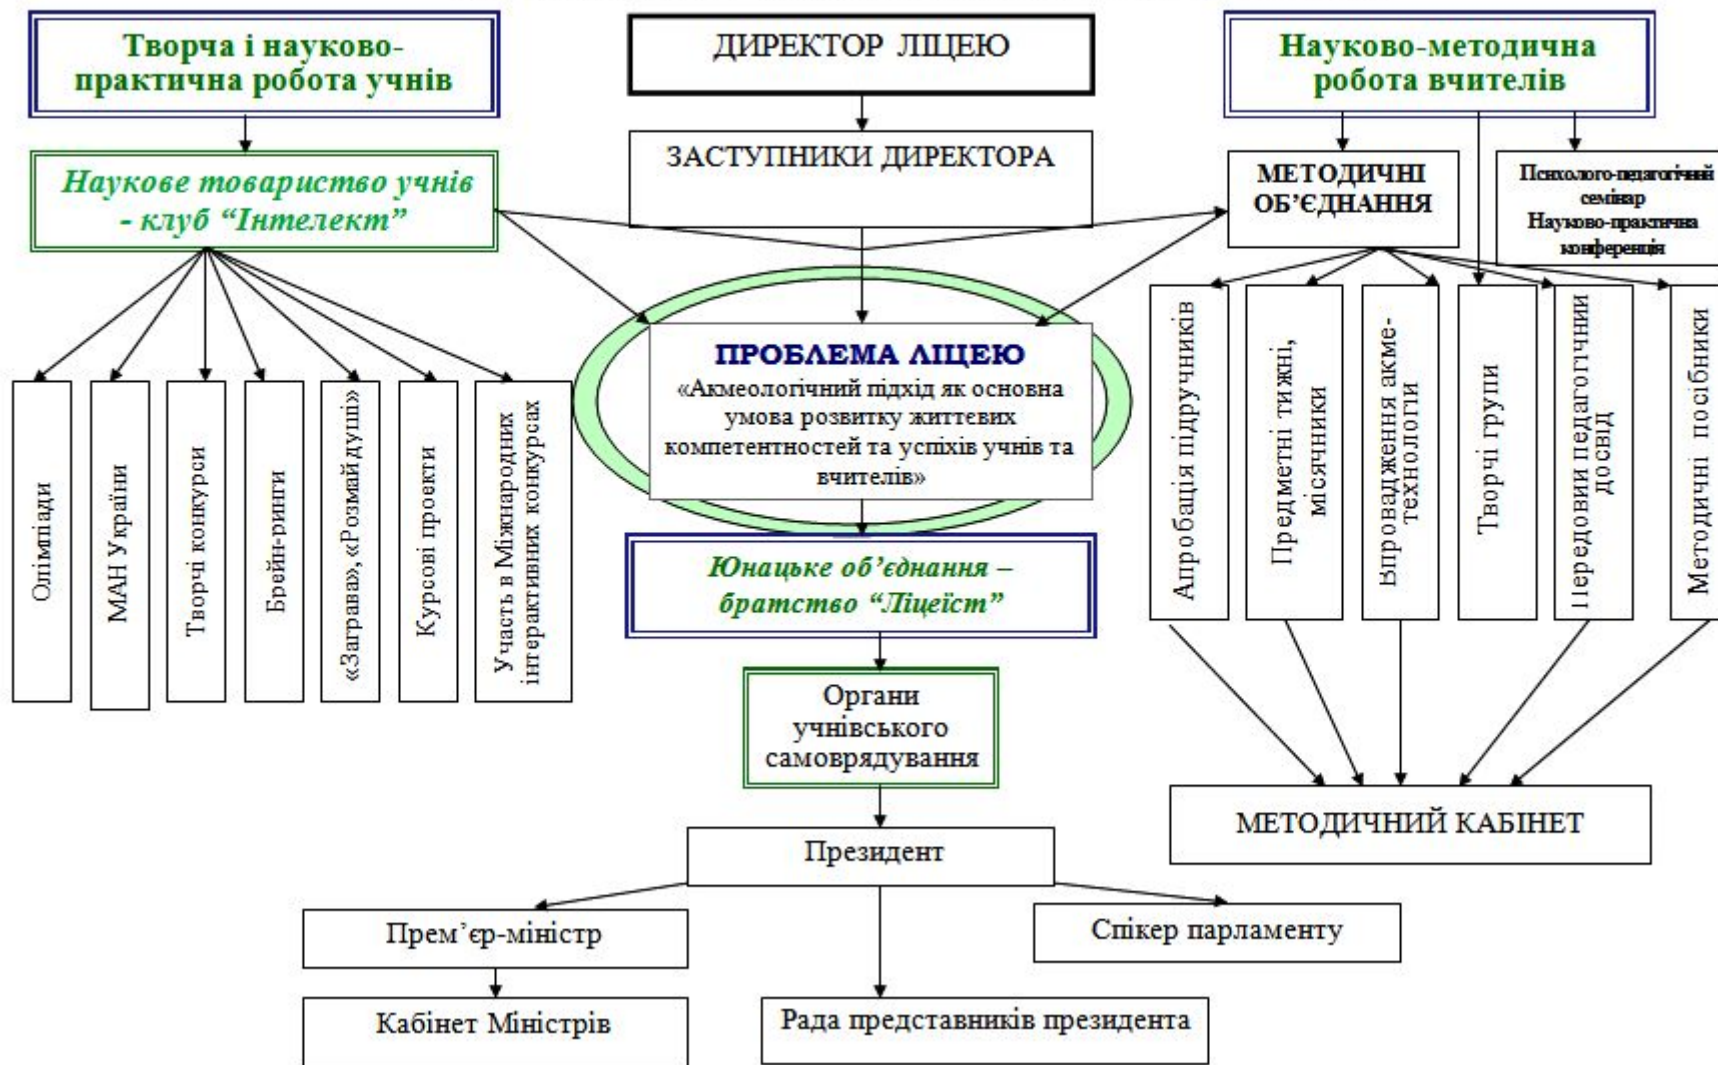 Творча і науково-
практична робота учнів
ДИРЕКТОР ЛІЦЕЮ
Науково-методична
робота вчителів
Наукове товариство учнів
- клуб “Інтелект”
ЗАСТУПНИКИ ДИРЕКТОРА
МЕТОДИЧНІ
ОБ’ЄДНАННЯ
Психолого-педагогічний
семінар
Науково-практична
конференція
Олімпіади
МАН України
Творчі конкурси
Брейн-ринги
«Заграва», «Розмайдуші»
Курсові проекти
Участь в Міжнародних
інтерактивних конкурсах
ПРОБЛЕМА ЛІЦЕЮ
«Акмеологічний підхід як основна
умова розвитку життєвих
компетентностей та успіхів учнів та
вчителів»
Апробація підручників
Предметні тижні,
місячники
Впровадження акме-
технологій
Творчі групи
Передовий педагогічний
досвід
Методичні посібники
Юнацьке об’єднання –
братство “Ліцеїст”
Органи
учнівського
самоврядування
МЕТОДИЧНИЙ КАБІНЕТ
Президент
Прем’єр-міністр
Спікер парламенту
Кабінет Міністрів
Рада представників президента